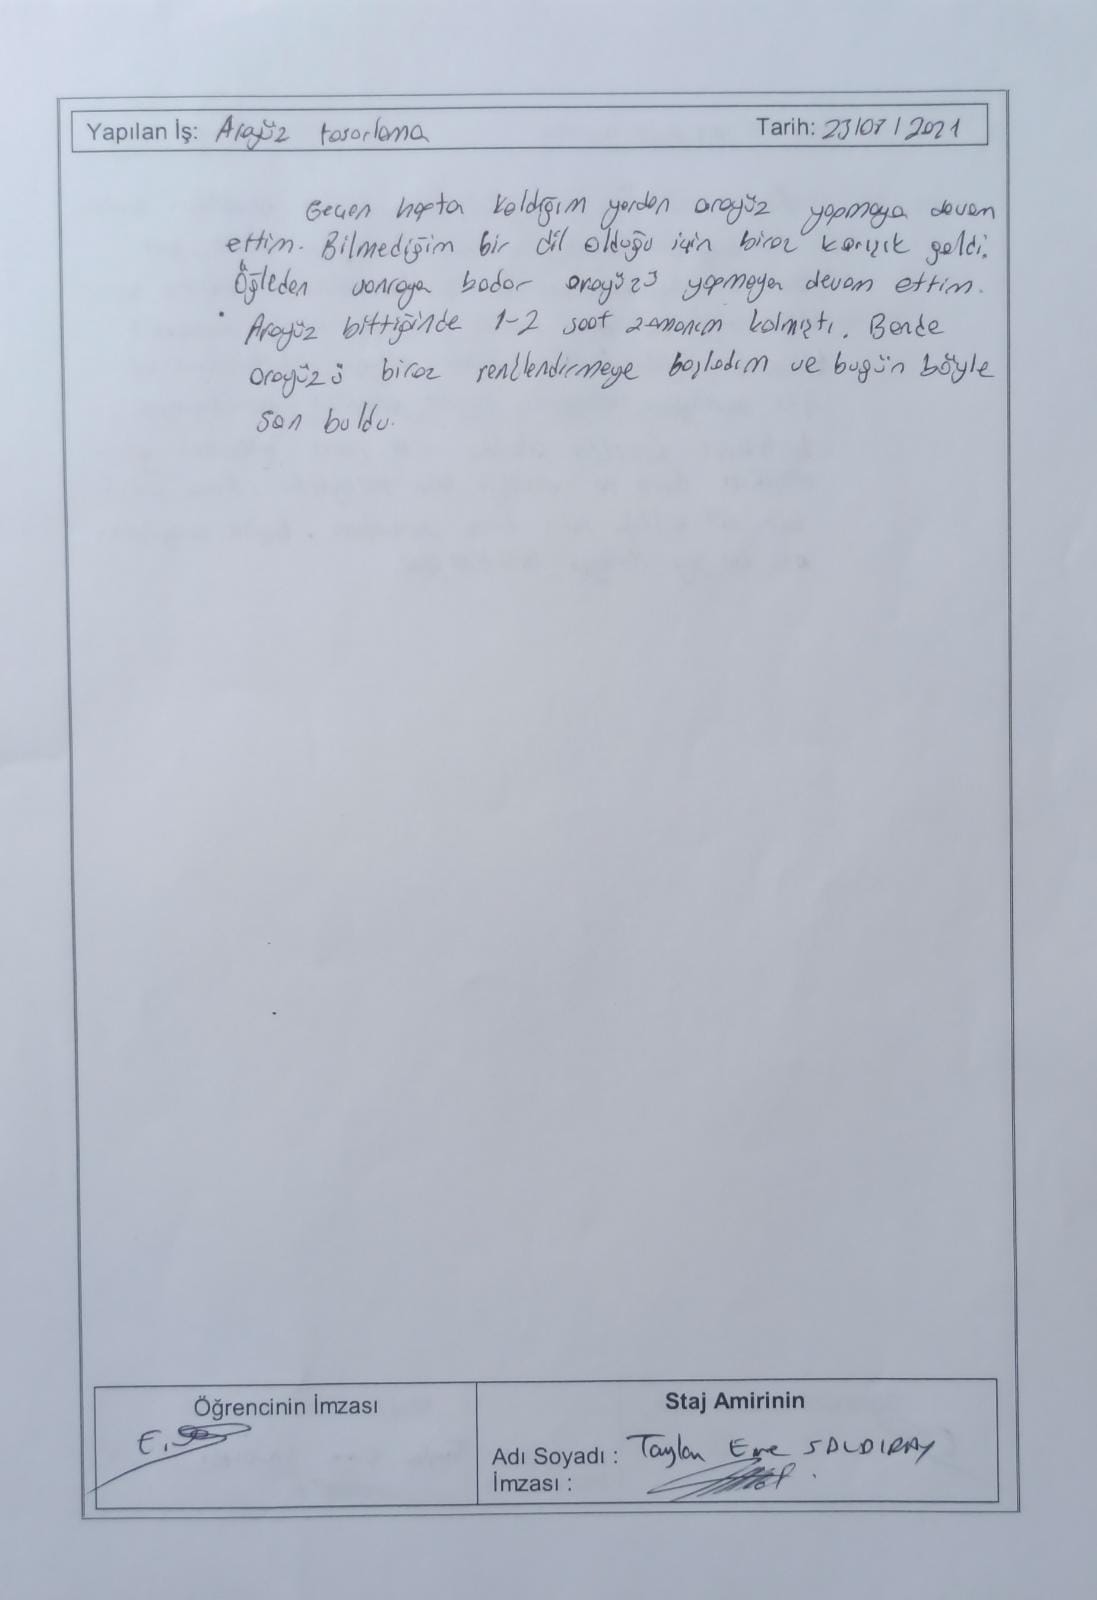 Yapılan İş: Arayüz tasarlama Tarih: 23/07/2021
Geçen hafta kaldığım yerden arayüz yapmaya devam
ettim. Bilmediğim bir dil olduğu için biraz karışık geldi.
Öğleden sonraya kadar arayüzü yapmaya devam ettim.
Arayüz bittiğinde 1-2 saat zamanım kalmıştı. Bende
arayüzü biraz renklendirmeye başladım ve bugün böyle
son buldu.
Öğrencinin İmzası
Staj Amirinin
Adı Soyadı : Taylan Emre SALDIRAY
İmzası :